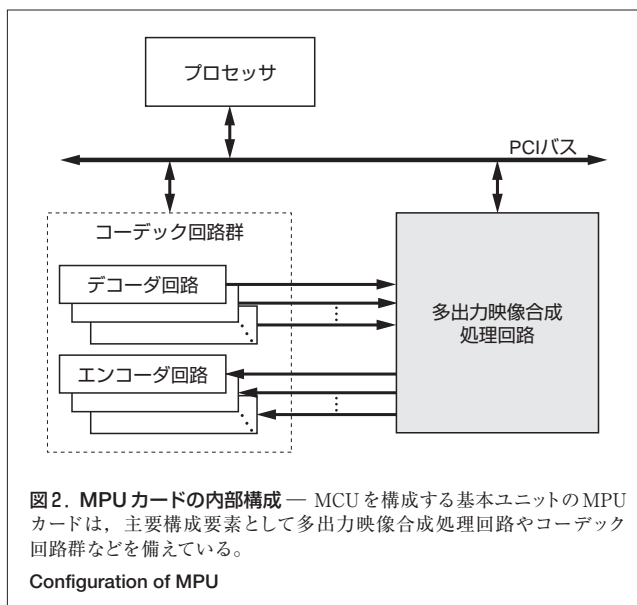 プロセッサ
PCIバス
コーデック回路群
デコーダ回路
エンコーダ回路
多出力映像合成
処理回路
図2．MPUカードの内部構成 — MCUを構成する基本ユニットのMPU
カードは，主要構成要素として多出力映像合成処理回路やコーデック
回路群などを備えている。
Configuration of MPU